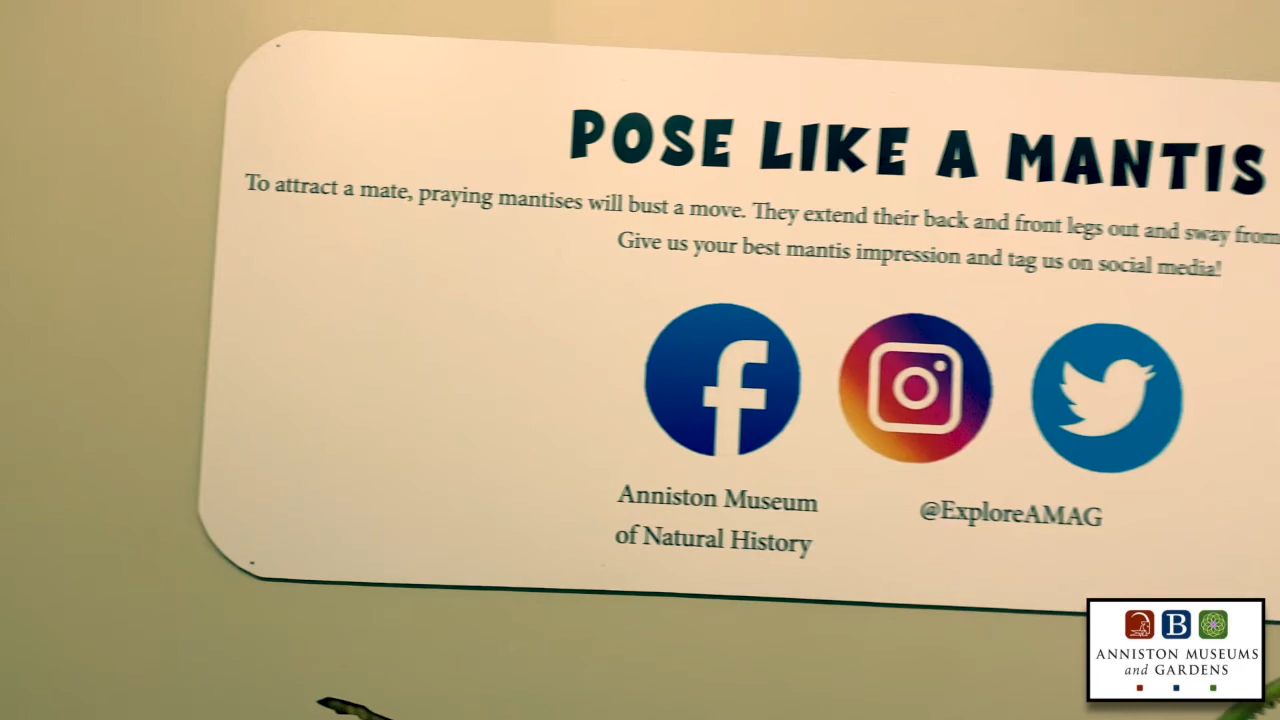 POSE LIKE A MANTIS
To attract a mate, praying mantises will bust a move. They extend their back and front legs out and sway from
Give us your best mantis impression and tag us on social media!
Anniston Museum
of Natural History
@ExploreAMAG
B
ANNISTON MUSEUMS
and GARDENS